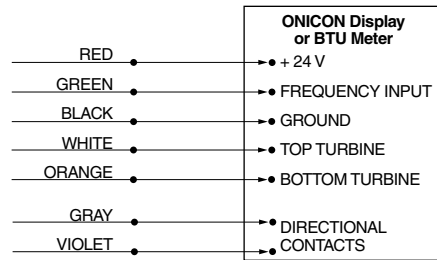 ONICON Display
or BTU Meter
RED
+ 24 V
GREEN
FREQUENCY INPUT
BLACK
GROUND
WHITE
TOP TURBINE
ORANGE
BOTTOM TURBINE
GRAY
DIRECTIONAL
CONTACTS
VIOLET